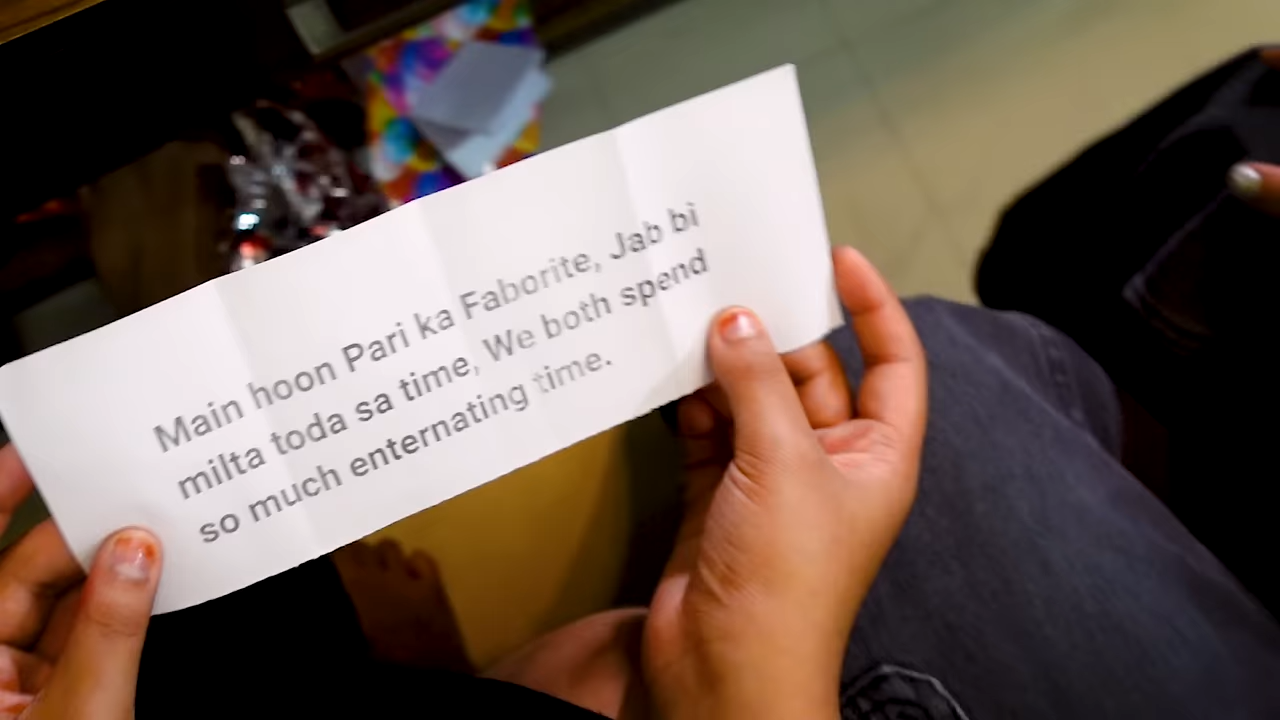 Main hoon Pari ka Faborite, Jab bi
milta toda sa time, We both spend
so much enternating time.